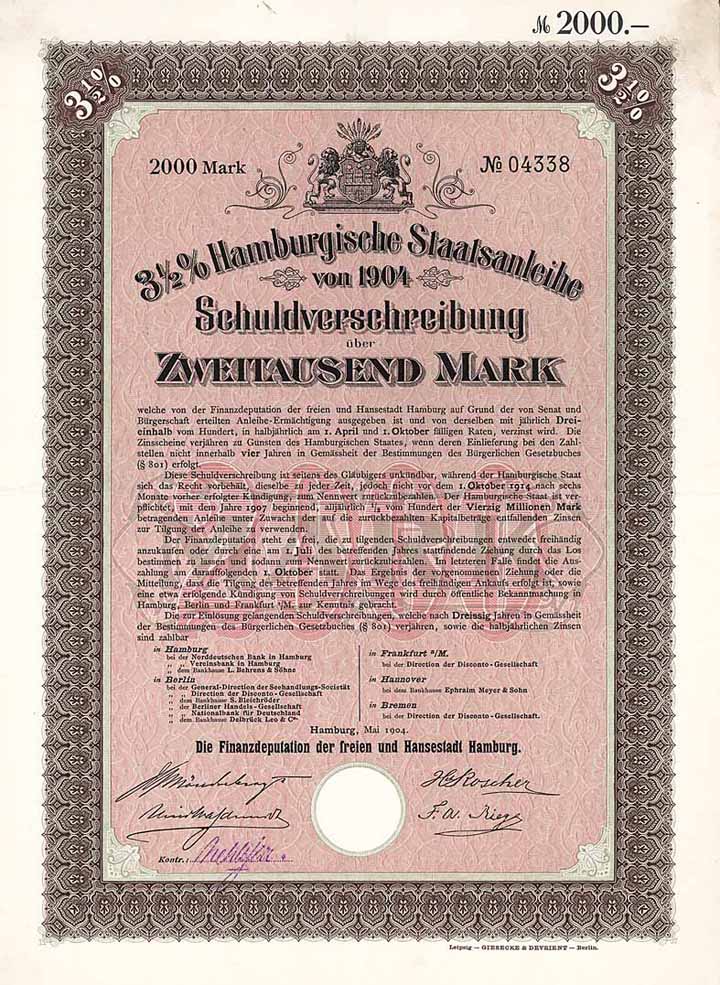 ℳ 2000.—
3 1/2 %
3 1/2 %
2000 Mark
№ 04338
3½% Hamburgische Staatsanleihe
von 1904
Schuldverschreibung
über
ZWEITAUSEND MARK
welche von der Finanzdeputation der freien und Hansestadt Hamburg auf Grund der von Senat und
Bürgerschaft erteilten Anleihe-Ermächtigung ausgegeben ist und von derselben mit jährlich Drei-
einhalb vom Hundert, in halbjährlich am 1. April und 1. Oktober fälligen Raten, verzinst wird. Die
Zinsscheine verjähren zu Gunsten des Hamburgischen Staates, wenn deren Einlieferung bei den Zahl-
stellen nicht innerhalb vier Jahren in Gemässheit der Bestimmungen des Bürgerlichen Gesetzbuches
(§ 801) erfolgt.
Diese Schuldverschreibung ist seitens des Gläubigers unkündbar, während der Hamburgische Staat
sich das Recht vorbehält, dieselbe zu jeder Zeit, jedoch nicht vor dem 1. Oktober 1914 nach sechs
Monate vorher erfolgter Kündigung, zum Nennwert zurückzubezahlen. Der Hamburgische Staat ist ver-
pflichtet, mit dem Jahre 1907 beginnend, alljährlich vom Hundert der Vierzig Millionen Mark
betragenden Anleihe unter Zuwachs der auf die zurückbezahlten Kapitalbeträge entfallenden Zinsen
zur Tilgung der Anleihe zu verwenden.
Der Finanzdeputation steht es frei, die zu tilgenden Schuldverschreibungen entweder freihändig
anzukaufen oder durch eine am 1. Juli des betreffenden Jahres stattfindende Ziehung durch das Los
bestimmen zu lassen und sodann zum Nennwert zurückzubezahlen. In letzterem Falle findet die Aus-
zahlung am darauffolgenden 1. Oktober statt. Das Ergebnis der vorgenommenen Ziehung oder die
Mitteilung, dass die Tilgung des betreffenden Jahres im Wege des freihändigen Ankaufs erfolgt ist, sowie
eine etwa erfolgende Kündigung von Schuldverschreibungen wird durch öffentliche Bekanntmachung in
Hamburg, Berlin und Frankfurt a/M. zur Kenntnis gebracht.
Die zur Einlösung gelangenden Schuldverschreibungen, welche nach Dreissig Jahren in Gemässheit
der Bestimmungen des Bürgerlichen Gesetzbuches (§ 801) verjähren, sowie die halbjährlichen Zinsen
sind zahlbar
in Hamburg
bei der Norddeutschen Bank in Hamburg
„ „ Vereinsbank in Hamburg
„ dem Bankhause L. Behrens & Söhne
in Berlin
bei der General-Direction der Seehandlungs-Societät
„ „ Direction der Disconto-Gesellschaft
„ dem Bankhause S. Bleichröder
„ der Berliner Handels-Gesellschaft
„ „ Nationalbank für Deutschland
„ dem Bankhause Delbrück Leo & Co.
in Frankfurt a/M.
bei der Direction der Disconto-Gesellschaft
in Hannover
bei dem Bankhause Ephraim Meyer & Sohn
in Bremen
bei der Direction der Disconto-Gesellschaft.
Hamburg, Mai 1904.
Die Finanzdeputation der freien und Hansestadt Hamburg.
Roscher
F. A.
Kontr.:
Leipzig — GIESECKE & DEVRIENT — Berlin.